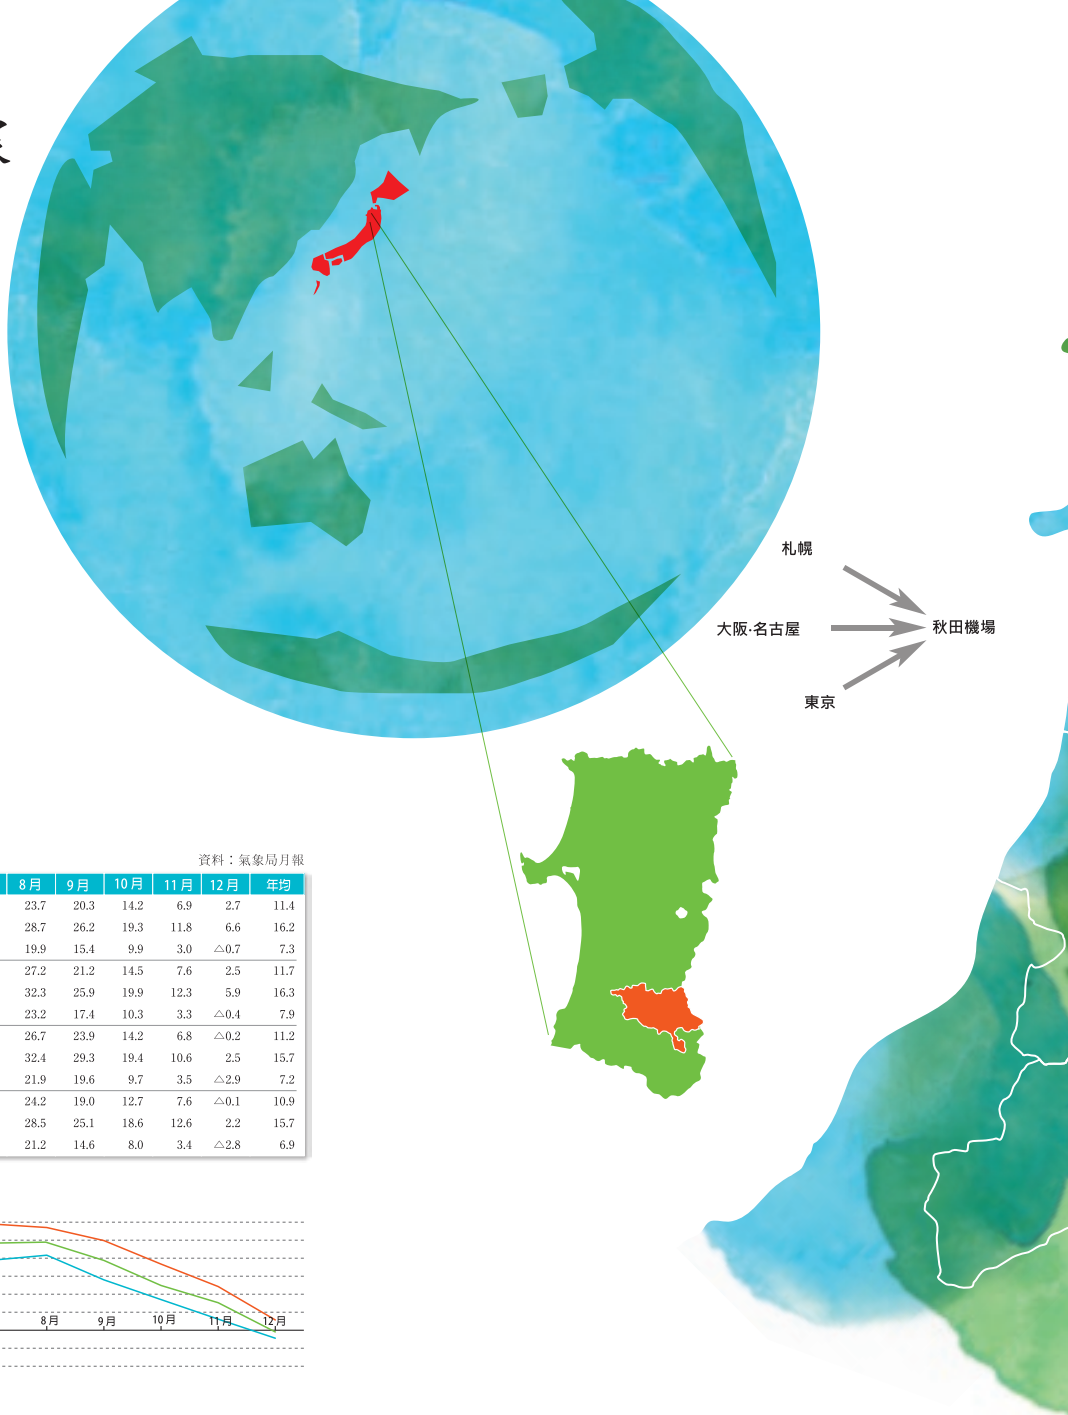 札幌
大阪·名古屋
秋田機場
東京
資料：氣象局月報
8月 9月 10月 11月 12月 年均
23.7 20.3 14.2 6.9 2.7 11.4
28.7 26.2 19.3 11.8 6.6 16.2
19.9 15.4 9.9 3.0 △0.7 7.3
27.2 21.2 14.5 7.6 2.5 11.7
32.3 25.9 19.9 12.3 5.9 16.3
23.2 17.4 10.3 3.3 △0.4 7.9
26.7 23.9 14.2 6.8 △0.2 11.2
32.4 29.3 19.4 10.6 2.5 15.7
21.9 19.6 9.7 3.5 △2.9 7.2
24.2 19.0 12.7 7.6 △0.1 10.9
28.5 25.1 18.6 12.6 2.2 15.7
21.2 14.6 8.0 3.4 △2.8 6.9
8月 9月 10月 11月 12月